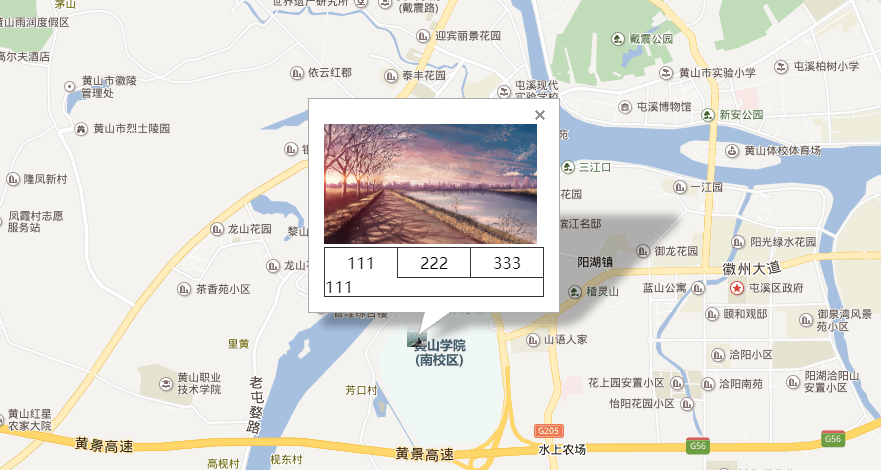 茅山
世界遗产研究所
(戴震路)
黄山雨润度假区
迎宾丽景花园
戴震公园
高尔夫酒店
黄山市徽陵
管理处
依云红郡
泰丰花园
屯溪现代
实验学校
黄山市实验小学
屯溪柏树小学
屯溪博物馆
新安公园
黄山市烈士陵园
黄山体校体育场
三江口
隆凤新村
一江园
凤霞村志愿
服务站
龙山花园
黎山
滨江名邸
御龙花园
阳光绿水花园
阳湖镇
徽州大道
龙山
茶香苑小区
稽灵山
蓝山公寓
屯溪区政府
111
222
333
111
管理综合楼
颐和观邸
御泉湾风景
苑小区
里黄
黄山学院
(南校区)
山语人家
洽阳小区
黄山职业
技术学院
老屯婺路
芳口村
花上园安置小区
洽阳南苑
阳湖洽阳山
安置小区
怡阳花园小区
黄山红星
农家大院
黄景高速
黄景高速
G205
水上农场
G56
G56
高枧村
枧东村